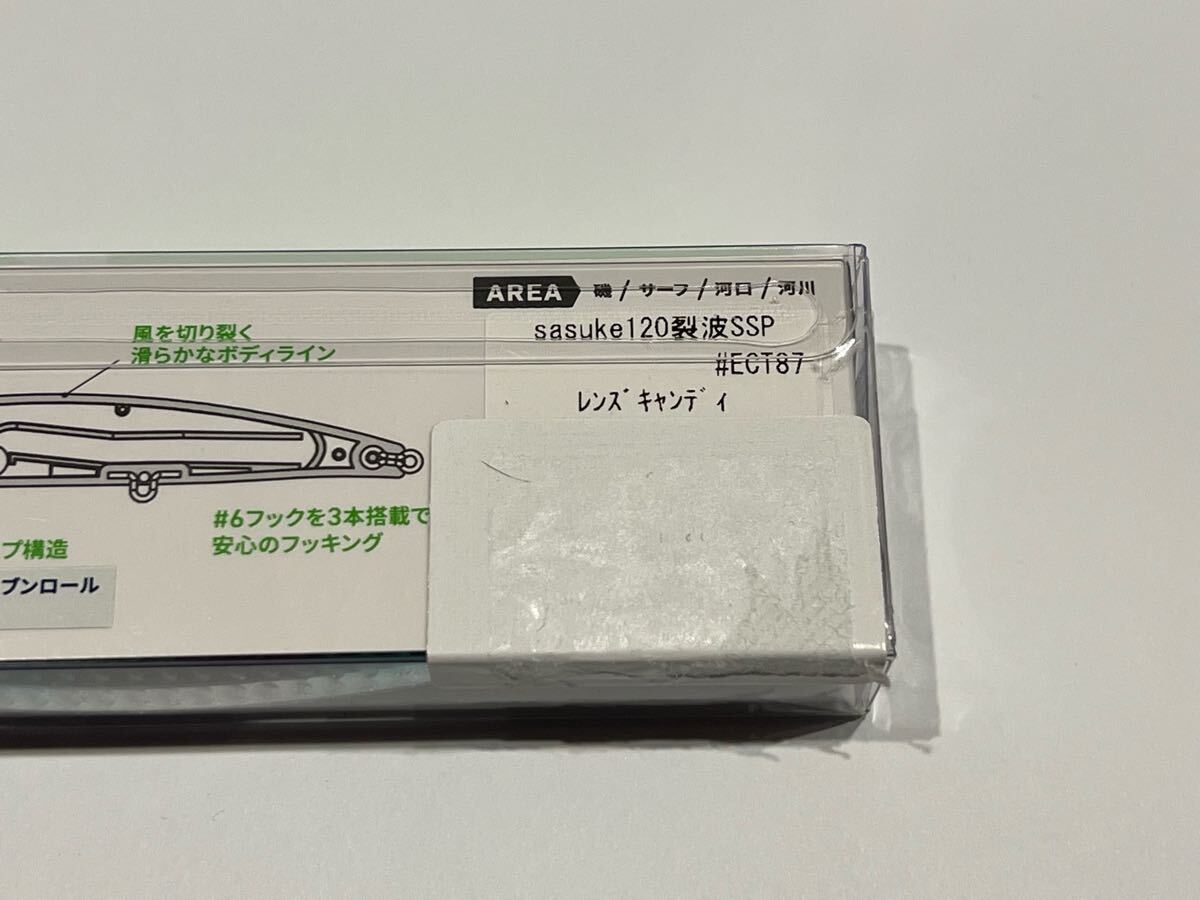 AREA 磯 / サーフ / 河口 / 河川
sasuke120裂波SSP
#ECT87
レンズキャンディ
風を切り裂く
滑らかなボディライン
#6フックを3本搭載で
安心のフッキング
プ構造
ブンロール